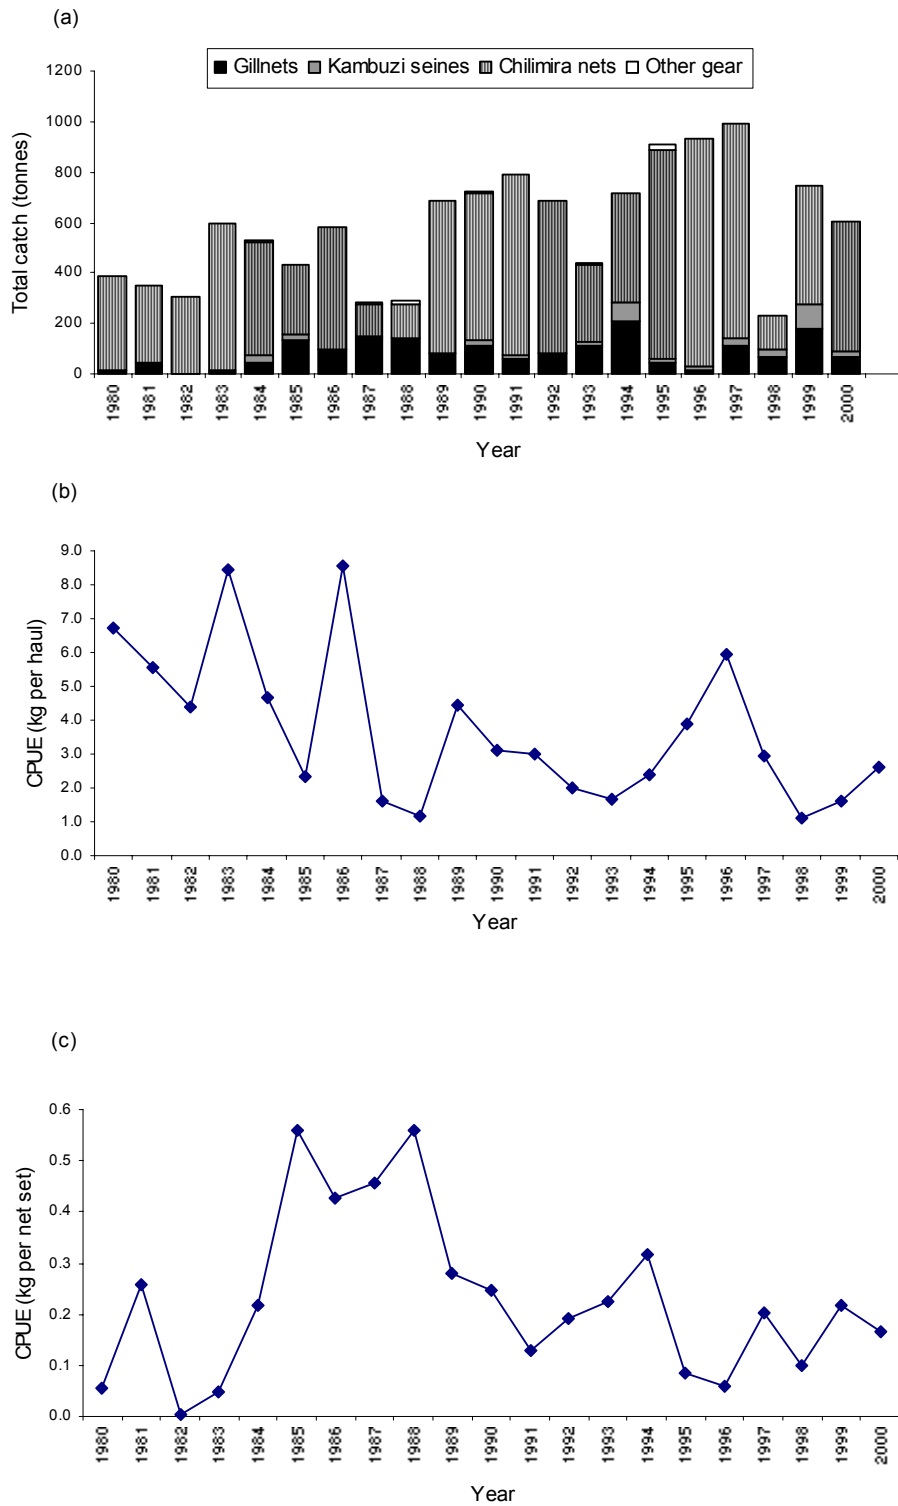 (a)
Gillnets Kambuzi seines Chilimira nets Other gear
1200
1000
800
600
400
200
0
Total catch (tonnes)
1980 1981 1982 1983 1984 1985 1986 1987 1988 1989 1990 1991 1992 1993 1994 1995 1996 1997 1998 1999 2000
Year
(b)
9.0
8.0
7.0
6.0
5.0
4.0
3.0
2.0
1.0
0.0
CPUE (kg per haul)
1980 1981 1982 1983 1984 1985 1986 1987 1988 1989 1990 1991 1992 1993 1994 1995 1996 1997 1998 1999 2000
Year
(c)
0.6
0.5
0.4
0.3
0.2
0.1
0.0
CPUE (kg per net set)
1980 1981 1982 1983 1984 1985 1986 1987 1988 1989 1990 1991 1992 1993 1994 1995 1996 1997 1998 1999 2000
Year